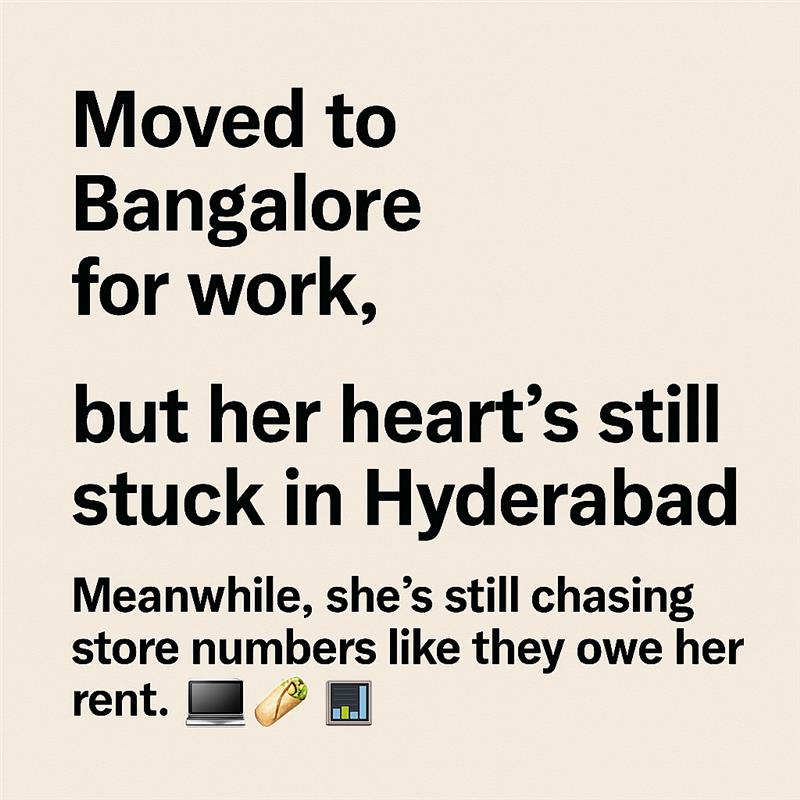 Moved to
Bangalore
for work,
but her heart’s still
stuck in Hyderabad
Meanwhile, she’s still chasing
store numbers like they owe her
rent. 💻 🌯 📊